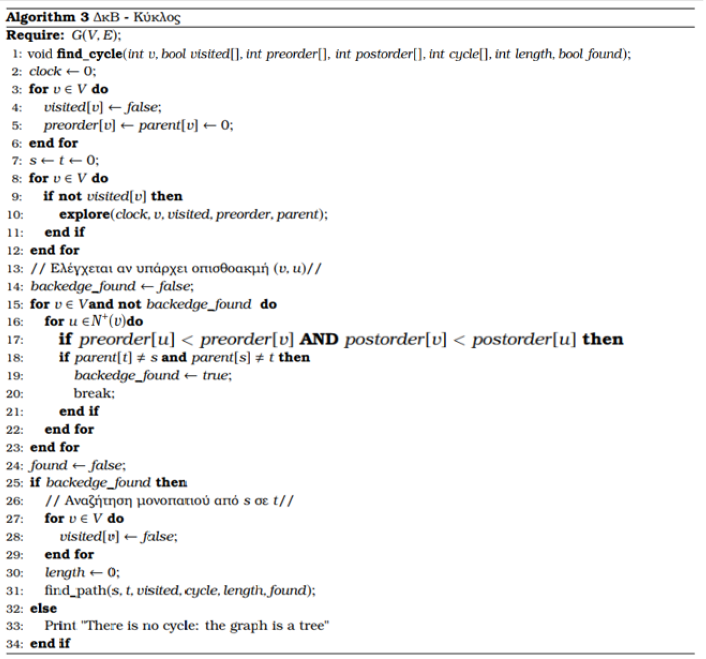 Algorithm 3 ΔκΒ - Κύκλος
Require: G(V, E);
1: void find_cycle(int v, bool visited[], int preorder[], int postorder[], int cycle[], int length, bool found);
2: clock ← 0;
3: for v ∈ V do
4: visited[v] ← false;
5: preorder[v] ← parent[v] ← 0;
6: end for
7: s ← t ← 0;
8: for v ∈ V do
9: if not visited[v] then
10: explore(clock, v, visited, preorder, parent);
11: end if
12: end for
13: // Ελέγχεται αν υπάρχει οπισθοακμή (v, u)//
14: backedge_found ← false;
15: for v ∈ Vand not backedge_found do
16: for u ∈N⁺(v)do
17: if preorder[u] < preorder[v] AND postorder[v] < postorder[u] then
18: if parent[t] ≠ s and parent[s] ≠ t then
19: backedge_found ← true;
20: break;
21: end if
22: end for
23: end for
24: found ← false;
25: if backedge_found then
26: // Αναζήτηση μονοπατιού από s σε t//
27: for v ∈ V do
28: visited[v] ← false;
29: end for
30: length ← 0;
31: find_path(s, t, visited, cycle, length, found);
32: else
33: Print "There is no cycle: the graph is a tree"
34: end if